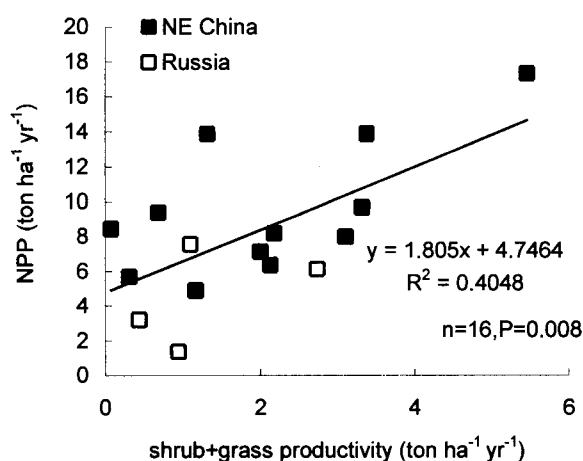 ■ NE China
□ Russia
20
18
16
14
12
10
8
6
4
2
0
NPP (ton ha⁻¹ yr⁻¹)
y = 1.805x + 4.7464
R² = 0.4048
n=16,P=0.008
0 2 4 6
shrub+grass productivity (ton ha⁻¹ yr⁻¹)